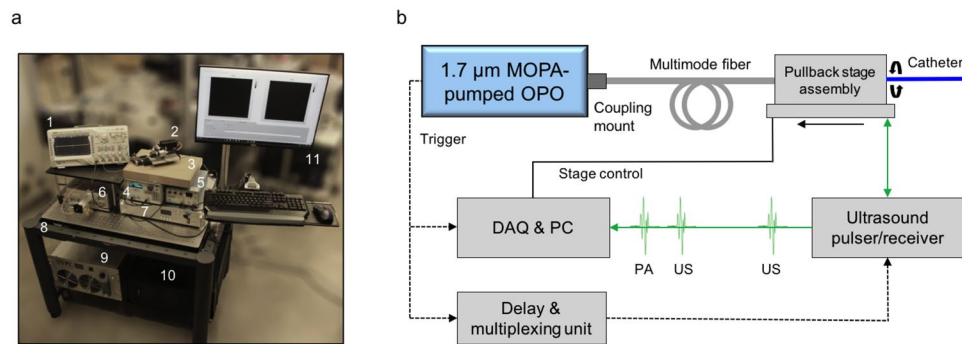 a
1
2
3
4
5
6
7
8
9
10
11
b
1.7 µm MOPA-
pumped OPO
Coupling
mount
Multimode fiber
Pullback stage
assembly
Catheter
Trigger
Stage control
DAQ & PC
PA
US
US
Ultrasound
pulser/receiver
Delay &
multiplexing unit